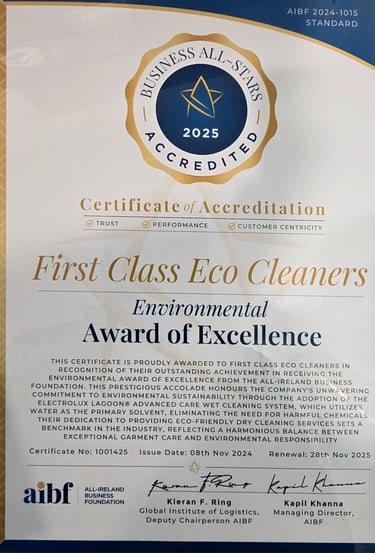 AIBF 2024-1015
STANDARD
BUSINESS ALL-STARS
2025
ACCREDITED
Certificate of Accreditation
TRUST PERFORMANCE CUSTOMER CENTRICITY
First Class Eco Cleaners
Environmental
Award of Excellence
THIS CERTIFICATE IS PROUDLY AWARDED TO FIRST CLASS ECO CLEANERS IN
RECOGNITION OF THEIR OUTSTANDING ACHIEVEMENT IN RECEIVING THE
ENVIRONMENTAL AWARD OF EXCELLENCE FROM THE ALL-IRELAND BUSINESS
FOUNDATION. THIS PRESTIGIOUS ACCOLADE HONOURS THE COMPANY'S UNWAVERING
COMMITMENT TO ENVIRONMENTAL SUSTAINABILITY THROUGH THE ADOPTION OF THE
ELECTROLUX LAGOON® ADVANCED CARE WET CLEANING SYSTEM, WHICH UTILIZES
WATER AS THE PRIMARY SOLVENT, ELIMINATING THE NEED FOR HARMFUL CHEMICALS
THEIR DEDICATION TO PROVIDING ECO-FRIENDLY DRY CLEANING SERVICES SETS A
BENCHMARK IN THE INDUSTRY, REFLECTING A HARMONIOUS BALANCE BETWEEN
EXCEPTIONAL GARMENT CARE AND ENVIRONMENTAL RESPONSIBILITY
Certificate No: 1001425 Issue Date: 08th Nov 2024 Renewal: 28th Nov 2025
Kieran F. Ring Kapil Khanna
aibf ALL-IRELAND
BUSINESS
FOUNDATION
Kieran F. Ring
Global Institute of Logistics,
Deputy Chairperson AIBF
Kapil Khanna
Managing Director,
AIBF